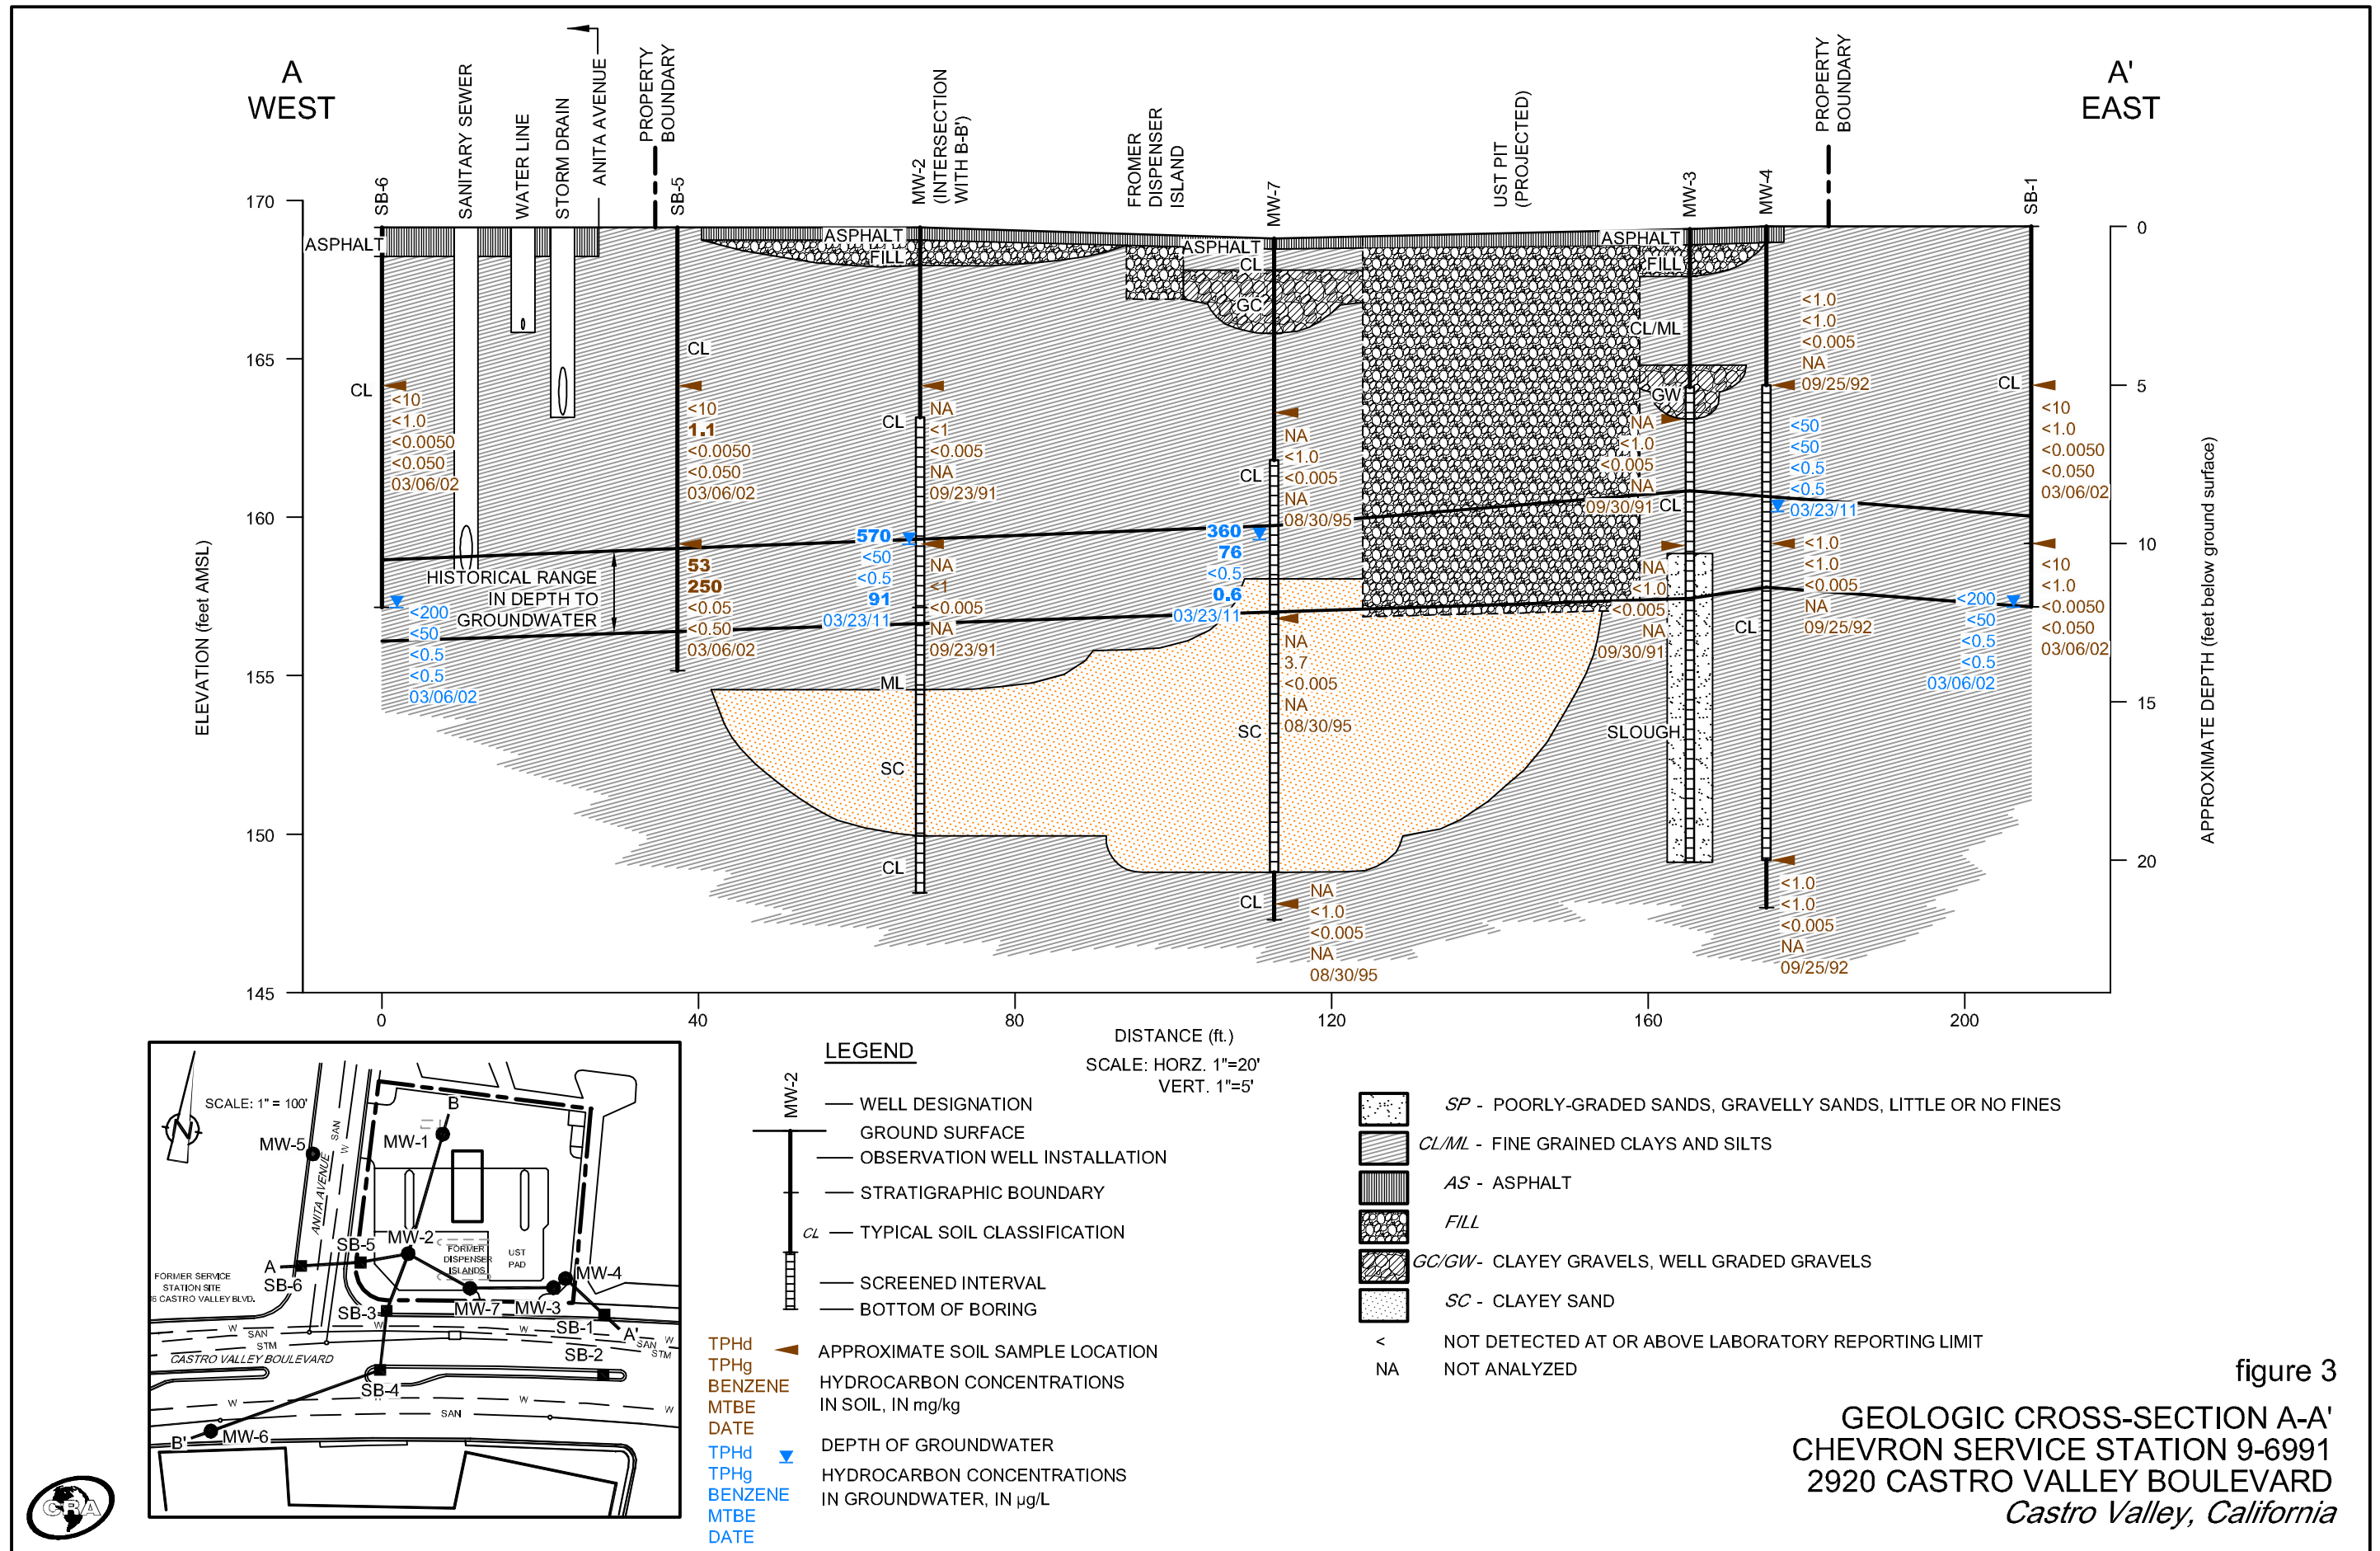 A
WEST
A'
EAST
SB-6
SANITARY SEWER
WATER LINE
STORM DRAIN
ANITA AVENUE
PROPERTY
BOUNDARY
SB-5
MW-2
(INTERSECTION
WITH B-B')
FROMER
DISPENSER
ISLAND
MW-7
UST PIT
(PROJECTED)
MW-3
MW-4
PROPERTY
BOUNDARY
SB-1
ELEVATION (feet AMSL)
170
165
160
155
150
145
APPROXIMATE DEPTH (feet below ground surface)
0
5
10
15
20
0
40
80
120
160
200
DISTANCE (ft.)
SCALE: HORZ. 1"=20'
VERT. 1"=5'
ASPHALT
CL
<10
<1.0
<0.0050
<0.050
03/06/02
HISTORICAL RANGE
IN DEPTH TO
GROUNDWATER
<200
<50
<0.5
<0.5
03/06/02
CL
<10
1.1
<0.0050
<0.050
03/06/02
53
250
<0.05
<0.50
03/06/02
ASPHALT
FILL
CL
NA
<1
<0.005
NA
09/23/91
570
<50
<0.5
91
03/23/11
NA
<1
<0.005
NA
09/23/91
ML
SC
CL
ASPHALT
CL
GC
NA
<1.0
<0.005
NA
08/30/95
CL
360
76
<0.5
0.6
03/23/11
NA
3.7
<0.005
NA
08/30/95
SC
CL
NA
<1.0
<0.005
NA
08/30/95
ASPHALT
FILL
CL/ML
GW
NA
<1.0
<0.005
NA
09/30/91
CL
NA
<1.0
<0.005
NA
09/30/91
SLOUGH
<1.0
<1.0
<0.005
NA
09/25/92
<50
<50
<0.5
<0.5
03/23/11
<1.0
<1.0
<0.005
NA
09/25/92
CL
<1.0
<1.0
<0.005
NA
09/25/92
CL
<10
<1.0
<0.0050
<0.050
03/06/02
<10
<1.0
<0.0050
<0.050
03/06/02
<200
<50
<0.5
<0.5
03/06/02
SCALE: 1" = 100'
N
B
MW-1
MW-5
SAN
W
ANITA AVENUE
SB-5
MW-2
A
SB-6
FORMER
DISPENSER
ISLANDS
UST
PAD
MW-4
FORMER SERVICE
STATION SITE
CASTRO VALLEY BLVD.
SB-3
MW-7
MW-3
SB-1
A'
W
SAN
STM
W
W
W
SAN
STM
CASTRO VALLEY BOULEVARD
SB-2
SB-4
W
W
W
W
SAN
B'
MW-6
CRA
LEGEND
MW-2
WELL DESIGNATION
GROUND SURFACE
OBSERVATION WELL INSTALLATION
STRATIGRAPHIC BOUNDARY
CL
TYPICAL SOIL CLASSIFICATION
SCREENED INTERVAL
BOTTOM OF BORING
TPHd
TPHg
BENZENE
MTBE
DATE
APPROXIMATE SOIL SAMPLE LOCATION
HYDROCARBON CONCENTRATIONS
IN SOIL, IN mg/kg
TPHd
TPHg
BENZENE
MTBE
DATE
DEPTH OF GROUNDWATER
HYDROCARBON CONCENTRATIONS
IN GROUNDWATER, IN µg/L
SP - POORLY-GRADED SANDS, GRAVELLY SANDS, LITTLE OR NO FINES
CL/ML - FINE GRAINED CLAYS AND SILTS
AS - ASPHALT
FILL
GC/GW- CLAYEY GRAVELS, WELL GRADED GRAVELS
SC - CLAYEY SAND
< NOT DETECTED AT OR ABOVE LABORATORY REPORTING LIMIT
NA NOT ANALYZED
figure 3
GEOLOGIC CROSS-SECTION A-A'
CHEVRON SERVICE STATION 9-6991
2920 CASTRO VALLEY BOULEVARD
Castro Valley, California